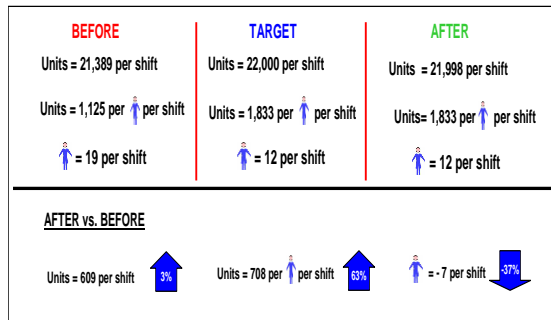 BEFORE
TARGET
AFTER
Units = 21,389 per shift
Units = 22,000 per shift
Units = 21,998 per shift
Units = 1,125 per per shift
Units = 1,833 per per shift
Units= 1,833 per per shift
= 19 per shift
= 12 per shift
= 12 per shift
AFTER vs. BEFORE
Units = 609 per shift
3%
Units = 708 per per shift
63%
= - 7 per shift
-37%